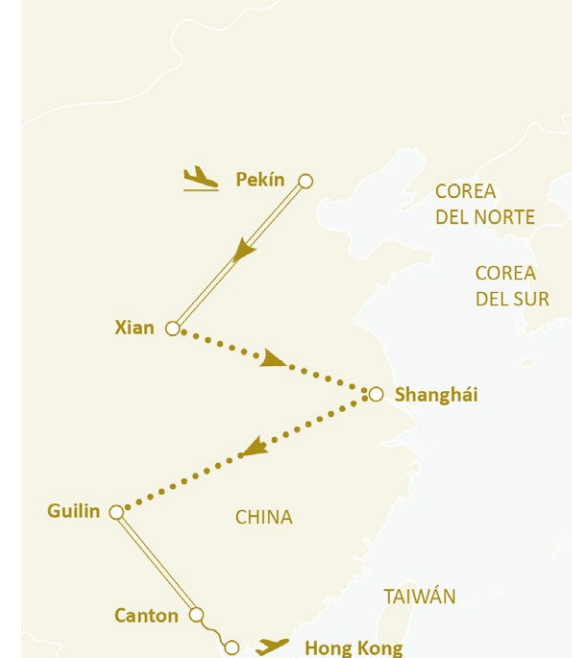 Pekín
COREA
DEL NORTE
COREA
DEL SUR
Xian
Shanghái
Guilin
CHINA
TAIWÁN
Canton
Hong Kong